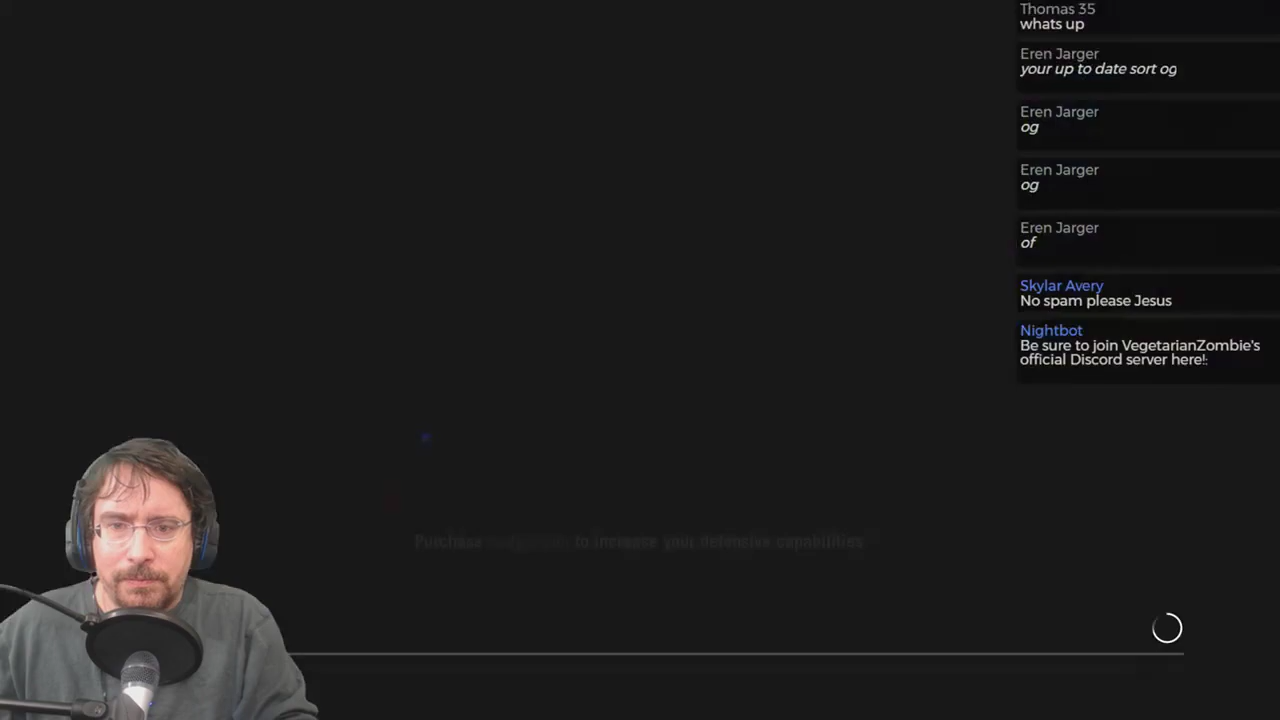 Thomas 35
whats up
Eren Jarger
your up to date sort og
Eren Jarger
og
Eren Jarger
og
Eren Jarger
of
Skylar Avery
No spam please Jesus
Nightbot
Be sure to join VegetarianZombie's
official Discord server here!:
Purchase to increase your defensive capabilities